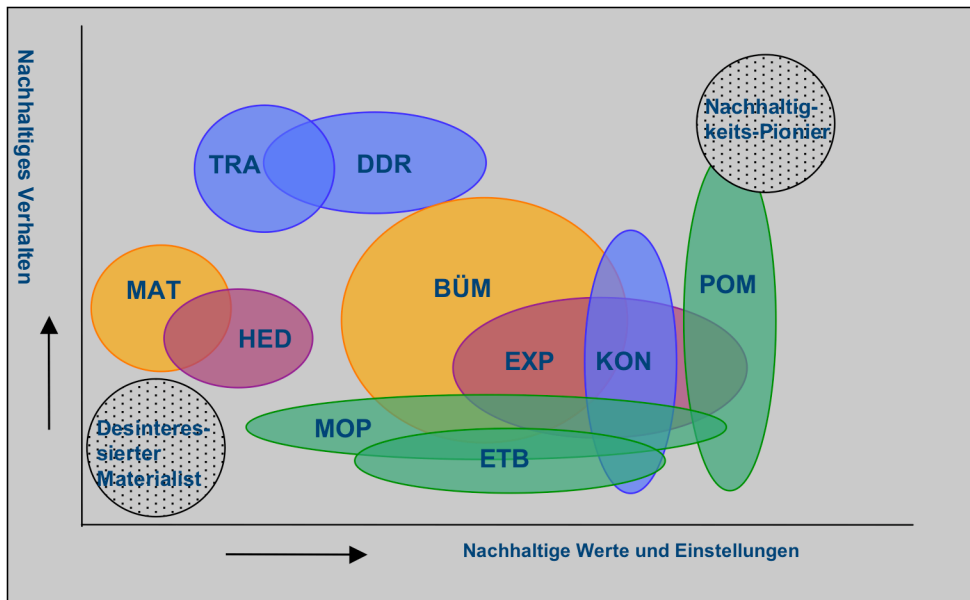 Nachhaltiges Verhalten
Nachhaltig-
keits-Pionier
TRA
DDR
MAT
BÜM
POM
HED
EXP
KON
MOP
ETB
Desinteres-
sierter
Materialist
Nachhaltige Werte und Einstellungen